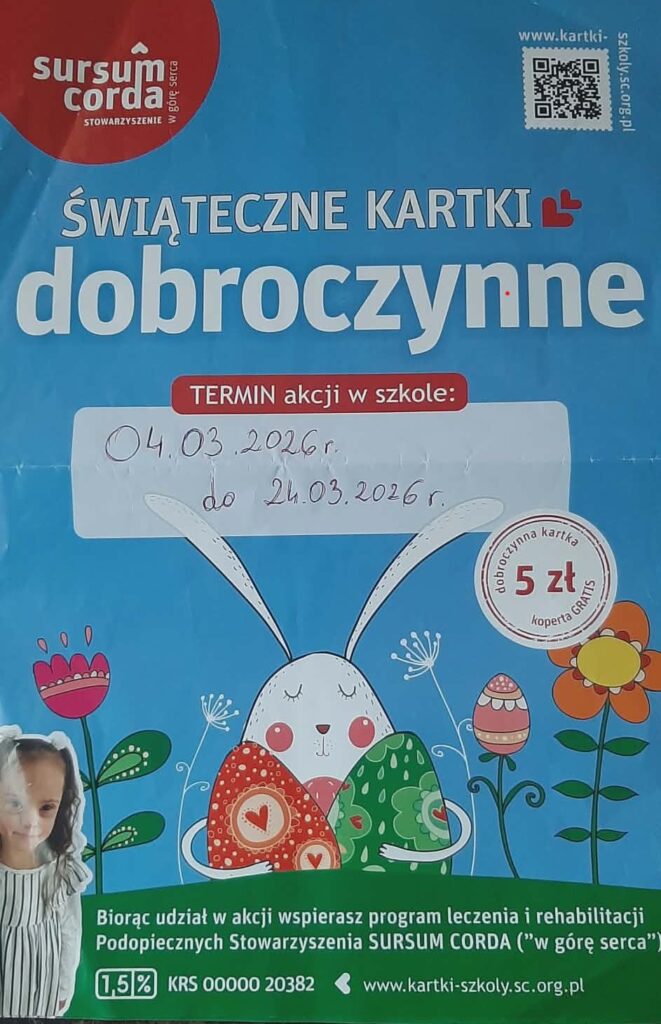 sursum
corda
STOWARZYSZENIE
w górę serca
www.kartki-
szkoly.sc.org.pl
ŚWIĄTECZNE KARTKI
dobroczynne
TERMIN akcji w szkole:
04.03.2026r.
do 24.03.2026r.
dobroczynna kartka
5 zł
koperta GRATIS
Biorąc udział w akcji wspierasz program leczenia i rehabilitacji
Podopiecznych Stowarzyszenia SURSUM CORDA ("w górę serca")
1,5% KRS 00000 20382 www.kartki-szkoly.sc.org.pl